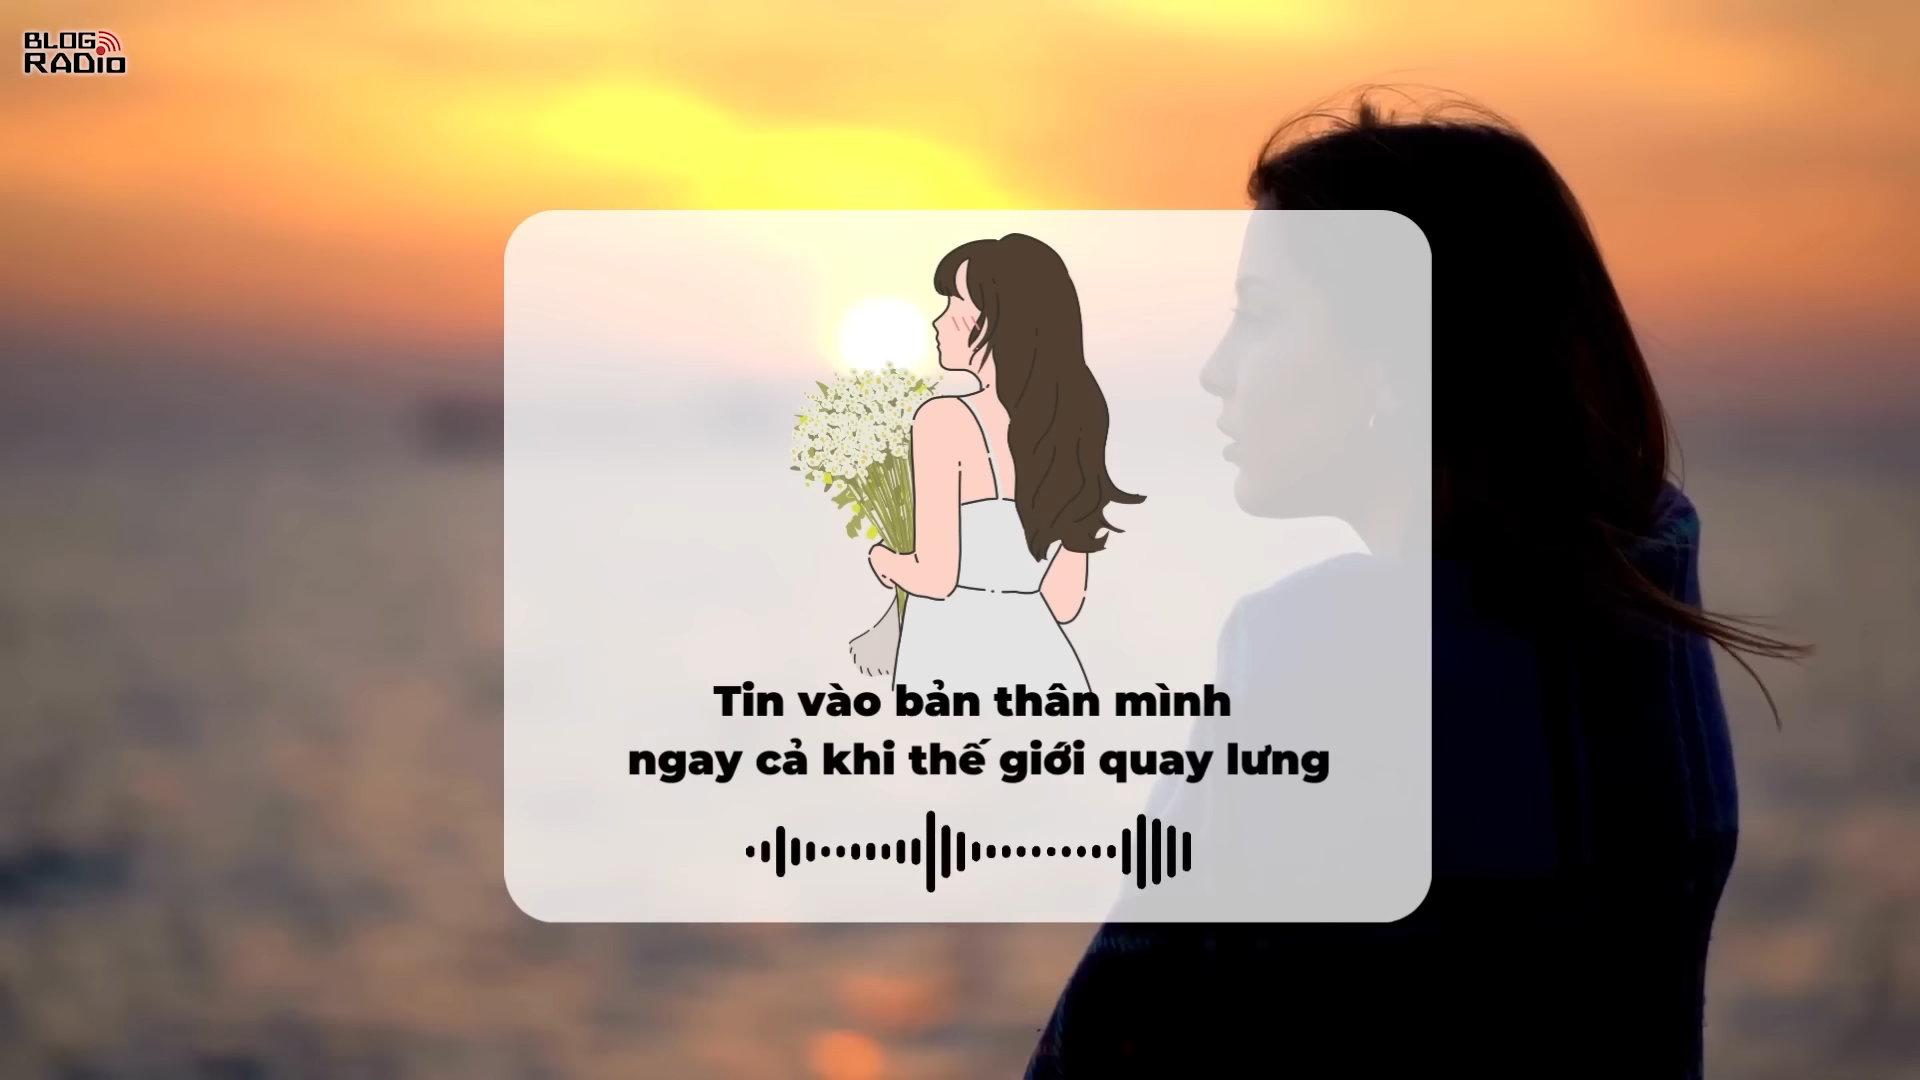 BLOG
RADIO
Tin vào bản thân mình
ngay cả khi thế giới quay lưng